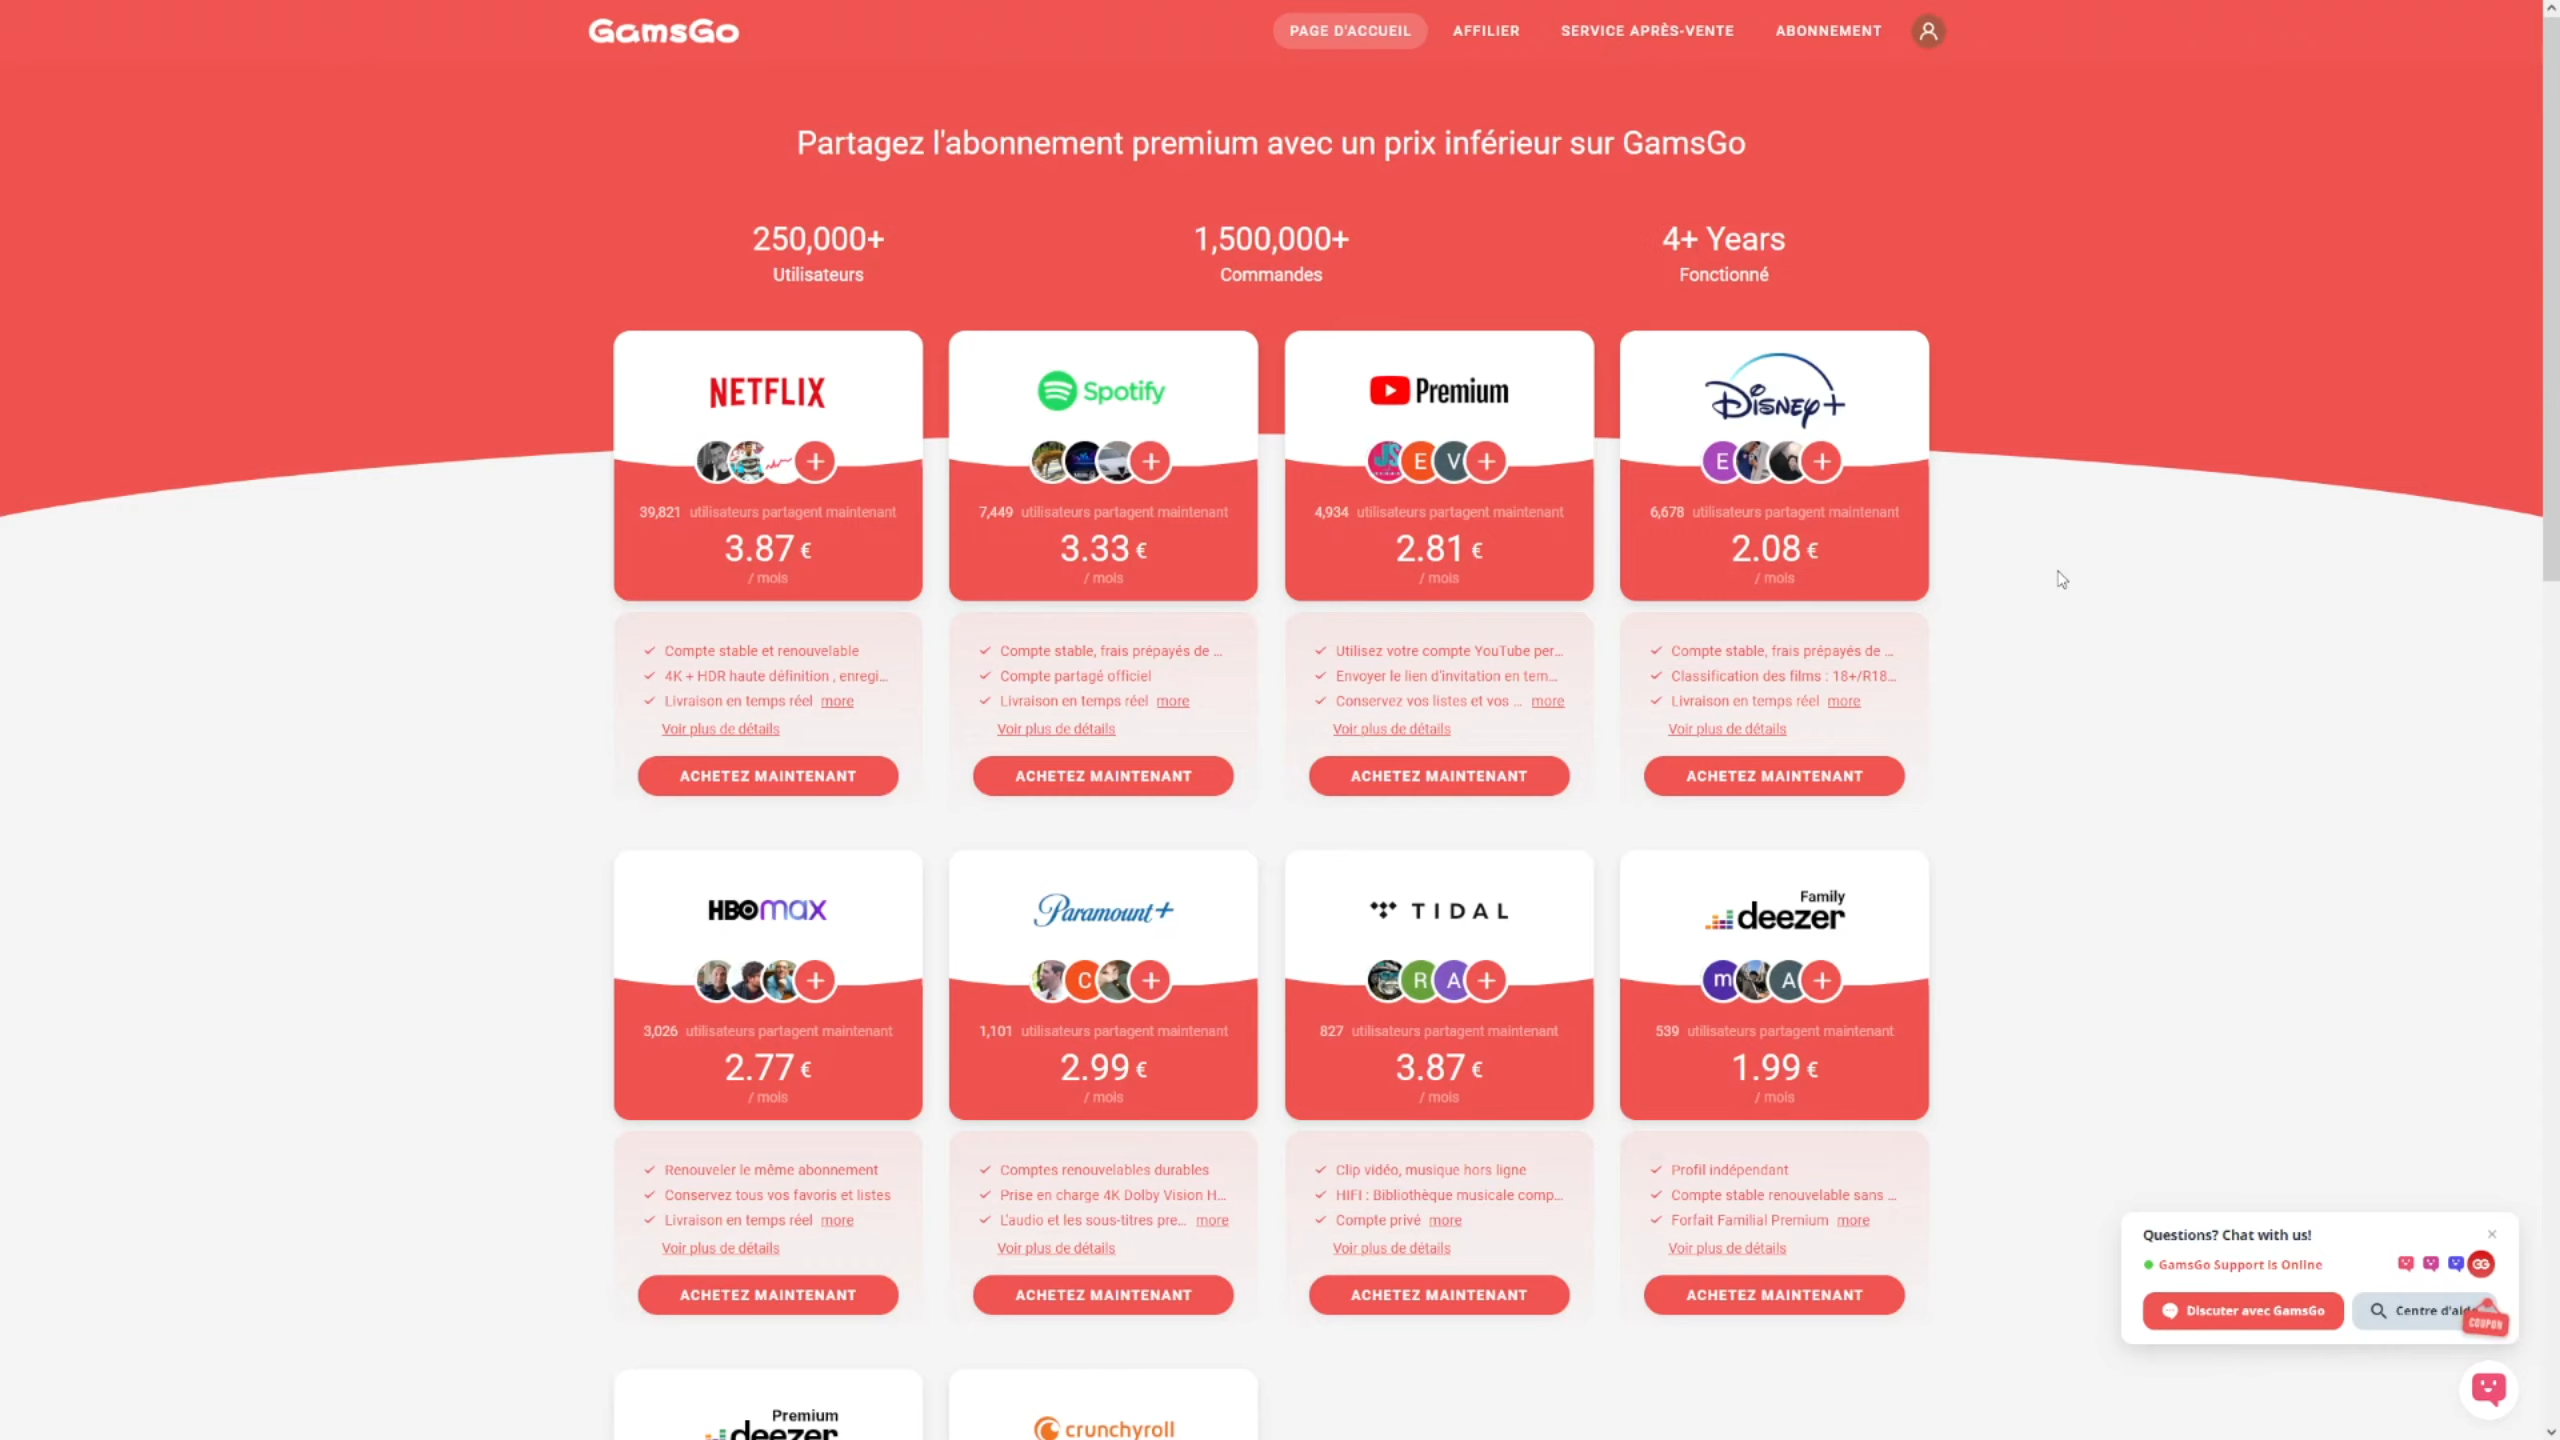 GamsGo
PAGE D'ACCUEIL
AFFILIER
SERVICE APRÈS-VENTE
ABONNEMENT
Partagez l'abonnement premium avec un prix inférieur sur GamsGo
250,000+
Utilisateurs
1,500,000+
Commandes
4+ Years
Fonctionné
NETFLIX
39,821 utilisateurs partagent maintenant
3.87 €
/ mois
Compte stable et renouvelable
4K + HDR haute définition , enregi...
Livraison en temps réel more
Voir plus de détails
ACHETEZ MAINTENANT
Spotify
7,449 utilisateurs partagent maintenant
3.33 €
/ mois
Compte stable, frais prépayés de ...
Compte partagé officiel
Livraison en temps réel more
Voir plus de détails
ACHETEZ MAINTENANT
Premium
JS
E
V
4,934 utilisateurs partagent maintenant
2.81 €
/ mois
Utilisez votre compte YouTube per...
Envoyer le lien d'invitation en tem...
Conservez vos listes et vos ... more
Voir plus de détails
ACHETEZ MAINTENANT
Disney+
E
6,678 utilisateurs partagent maintenant
2.08 €
/ mois
Compte stable, frais prépayés de ...
Classification des films : 18+/R18...
Livraison en temps réel more
Voir plus de détails
ACHETEZ MAINTENANT
HBOmax
3,026 utilisateurs partagent maintenant
2.77 €
/ mois
Renouveler le même abonnement
Conservez tous vos favoris et listes
Livraison en temps réel more
Voir plus de détails
ACHETEZ MAINTENANT
Paramount+
C
1,101 utilisateurs partagent maintenant
2.99 €
/ mois
Comptes renouvelables durables
Prise en charge 4K Dolby Vision H...
L'audio et les sous-titres pre... more
Voir plus de détails
ACHETEZ MAINTENANT
TIDAL
R
A
827 utilisateurs partagent maintenant
3.87 €
/ mois
Clip vidéo, musique hors ligne
HIFI : Bibliothèque musicale comp...
Compte privé more
Voir plus de détails
ACHETEZ MAINTENANT
Family
deezer
m
A
539 utilisateurs partagent maintenant
1.99 €
/ mois
Profil indépendant
Compte stable renouvelable sans ...
Forfait Familial Premium more
Voir plus de détails
ACHETEZ MAINTENANT
Premium
deezer
crunchyroll
Questions? Chat with us!
GamsGo Support is Online
GG
Discuter avec GamsGo
Centre d'aide
COUPON